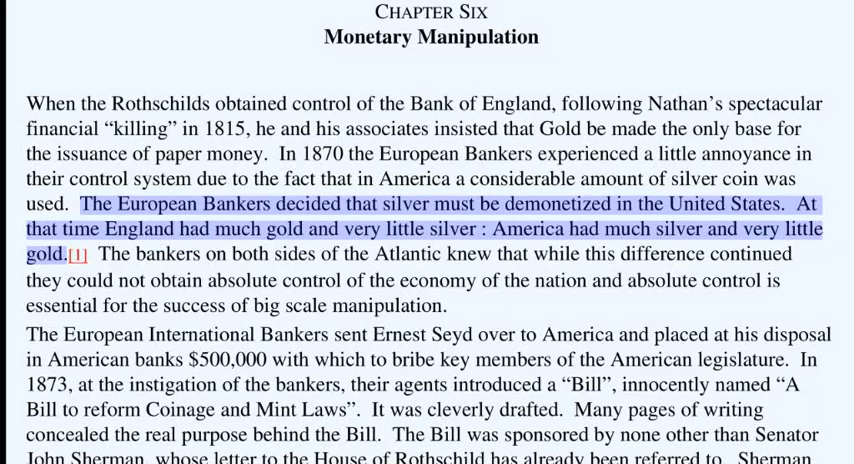 CHAPTER SIX
Monetary Manipulation
When the Rothschilds obtained control of the Bank of England, following Nathan's spectacular
financial “killing” in 1815, he and his associates insisted that Gold be made the only base for
the issuance of paper money. In 1870 the European Bankers experienced a little annoyance in
their control system due to the fact that in America a considerable amount of silver coin was
used. The European Bankers decided that silver must be demonetized in the United States. At
that time England had much gold and very little silver : America had much silver and very little
gold.[1] The bankers on both sides of the Atlantic knew that while this difference continued
they could not obtain absolute control of the economy of the nation and absolute control is
essential for the success of big scale manipulation.
The European International Bankers sent Ernest Seyd over to America and placed at his disposal
in American banks $500,000 with which to bribe key members of the American legislature. In
1873, at the instigation of the bankers, their agents introduced a “Bill”, innocently named “A
Bill to reform Coinage and Mint Laws”. It was cleverly drafted. Many pages of writing
concealed the real purpose behind the Bill. The Bill was sponsored by none other than Senator
John Sherman, whose letter to the House of Rothschild has already been referred to. Sherman